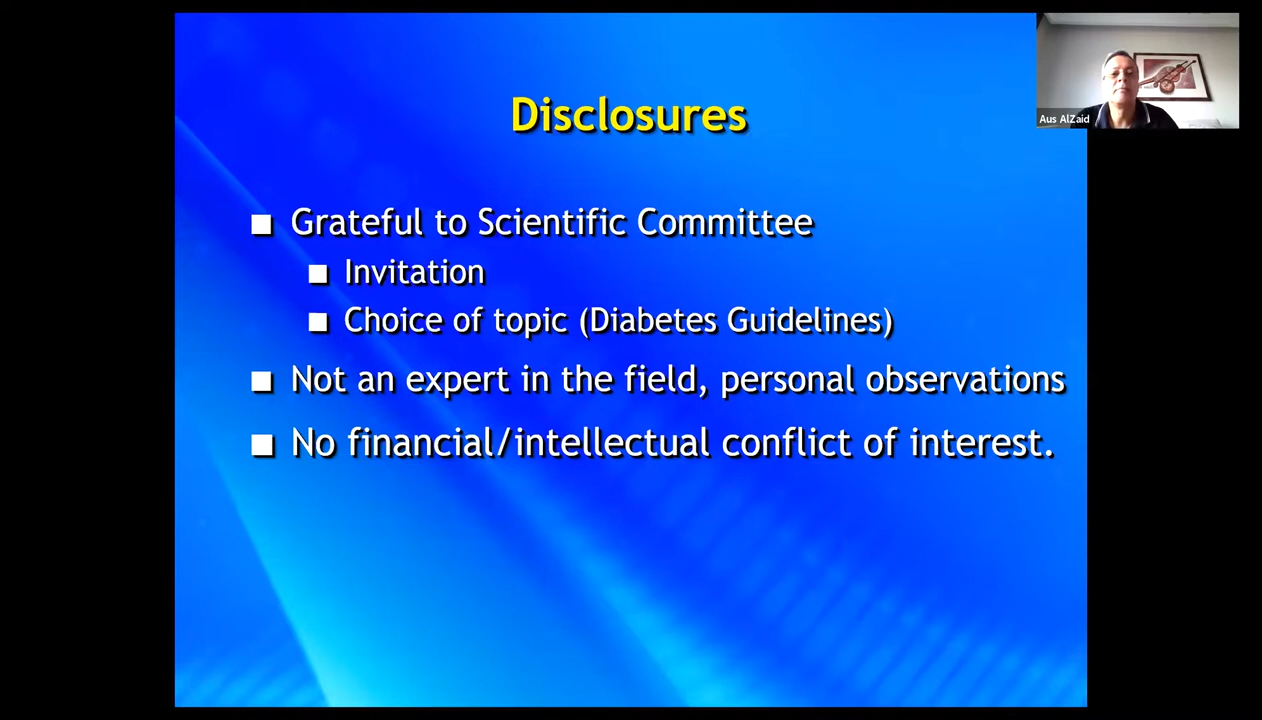 Disclosures
Grateful to Scientific Committee
Invitation
Choice of topic (Diabetes Guidelines)
Not an expert in the field, personal observations
No financial/intellectual conflict of interest.
Aus AlZaid